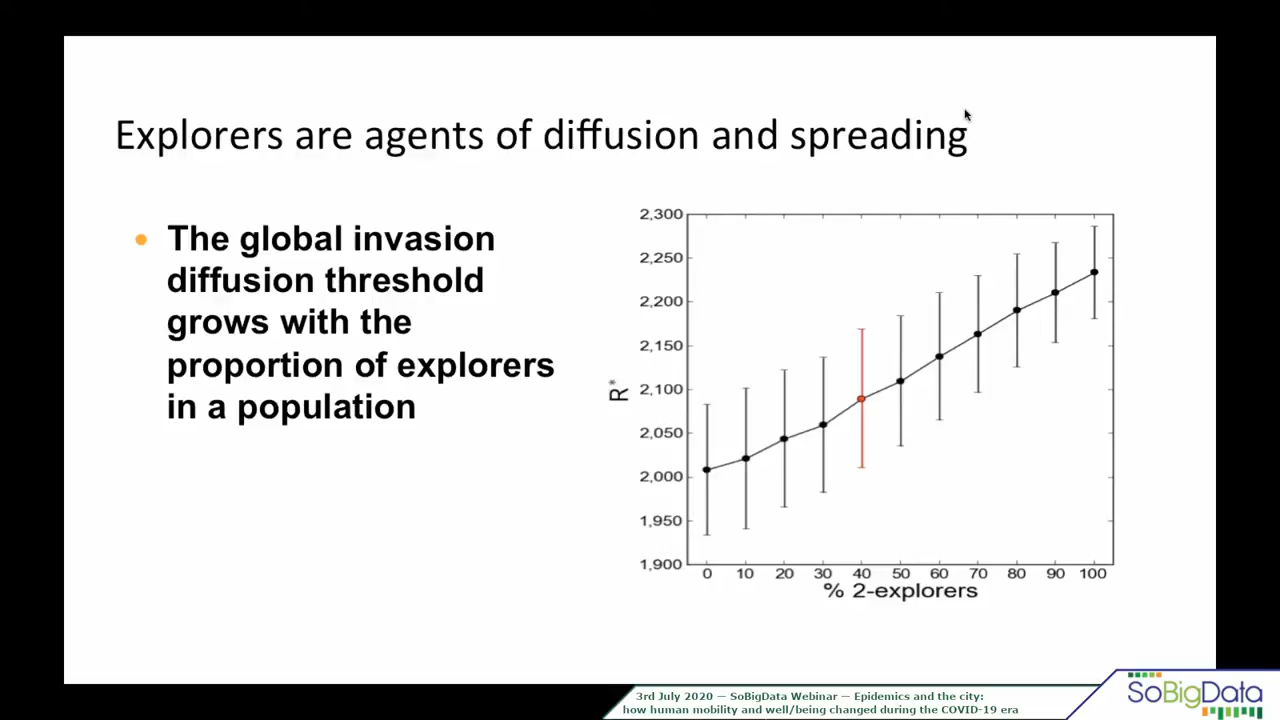 Explorers are agents of diffusion and spreading
• The global invasion
diffusion threshold
grows with the
proportion of explorers
in a population
2,300
2,250
2,200
2,150
2,100
2,050
2,000
1,950
1,900
R*
0 10 20 30 40 50 60 70 80 90 100
% 2-explorers
3rd July 2020 — SoBigData Webinar — Epidemics and the city:
how human mobility and well/being changed during the COVID-19 era
SoBigData